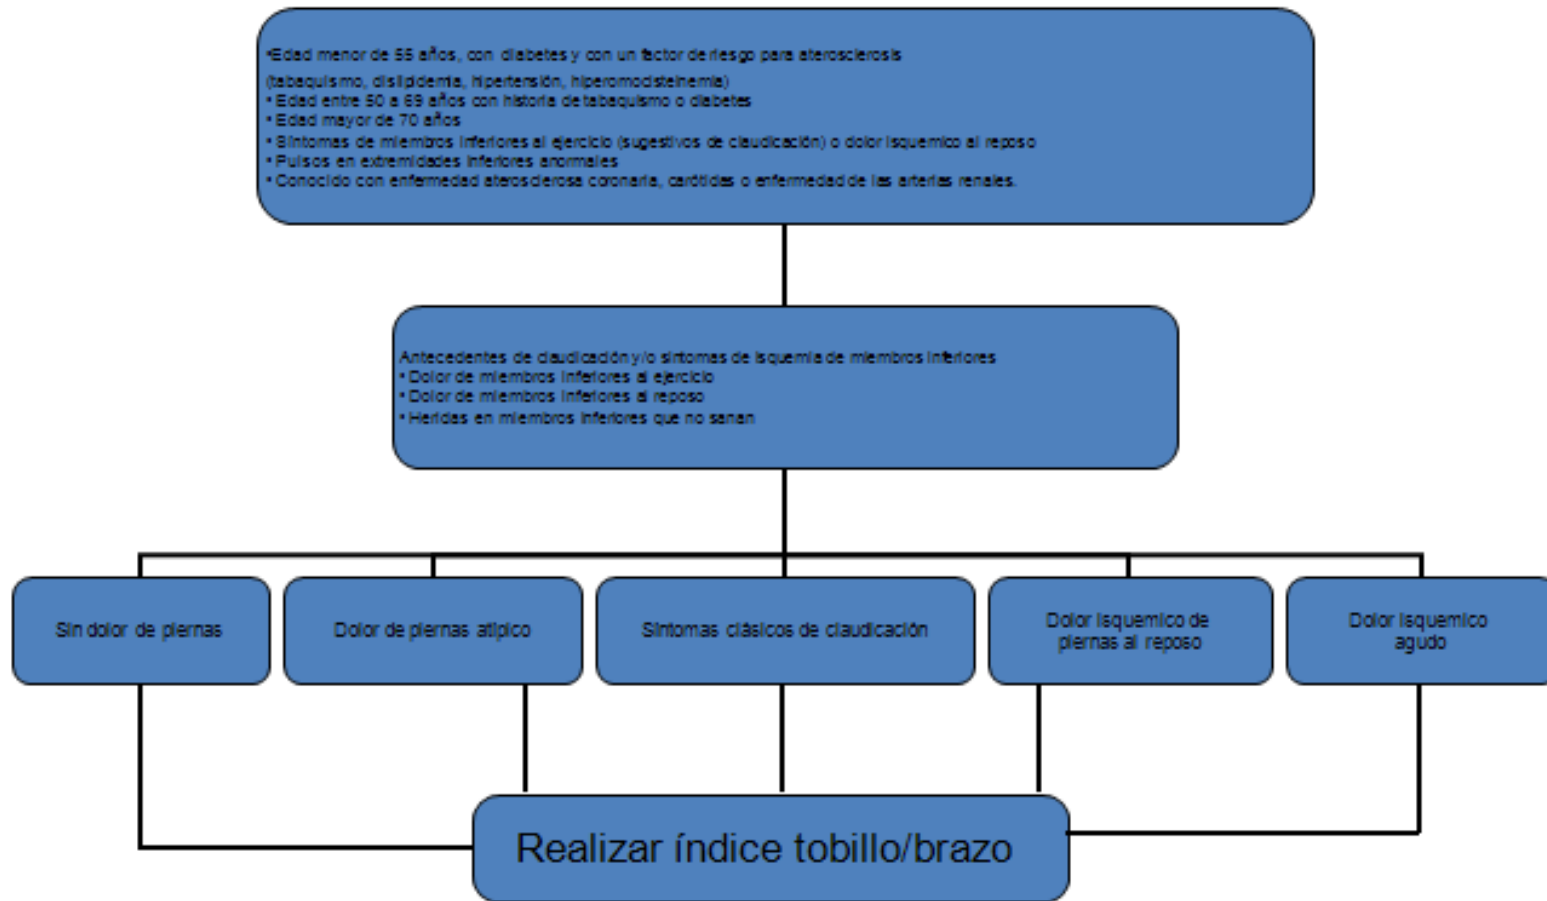 •Edad menor de 55 años, con diabetes y con un factor de riesgo para aterosclerosis
(tabaquismo, dislipidemia, hipertensión, hiperomocisteinemia)
• Edad entre 50 a 69 años con historia de tabaquismo o diabetes
• Edad mayor de 70 años
• Síntomas de miembros inferiores al ejercicio (sugestivos de claudicación) o dolor isquemico al reposo
• Pulsos en extremidades inferiores anormales
• Conocido con enfermedad aterosclerosa coronaria, carótidas o enfermedad de las arterias renales.
Antecedentes de claudicación y/o síntomas de isquemia de miembros inferiores
• Dolor de miembros inferiores al ejercicio
• Dolor de miembros inferiores al reposo
• Heridas en miembros inferiores que no sanan
Sin dolor de piernas
Dolor de piernas atípico
Síntomas clásicos de claudicación
Dolor isquemico de
piernas al reposo
Dolor isquemico
agudo
Realizar índice tobillo/brazo